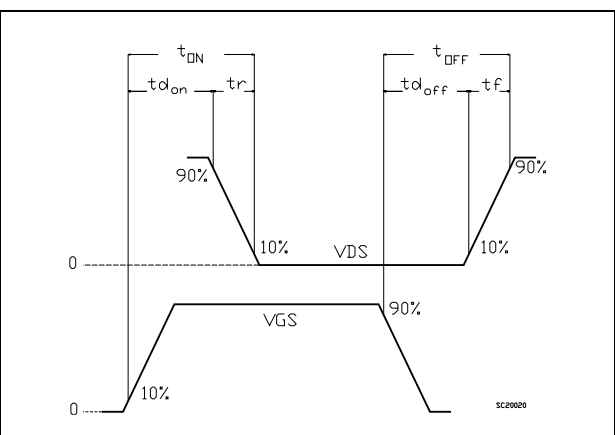 tON tOFF
tdon tr tdoff tf
90% 90%
10% VDS 10%
0
VGS 90%
10%
0 SC20020